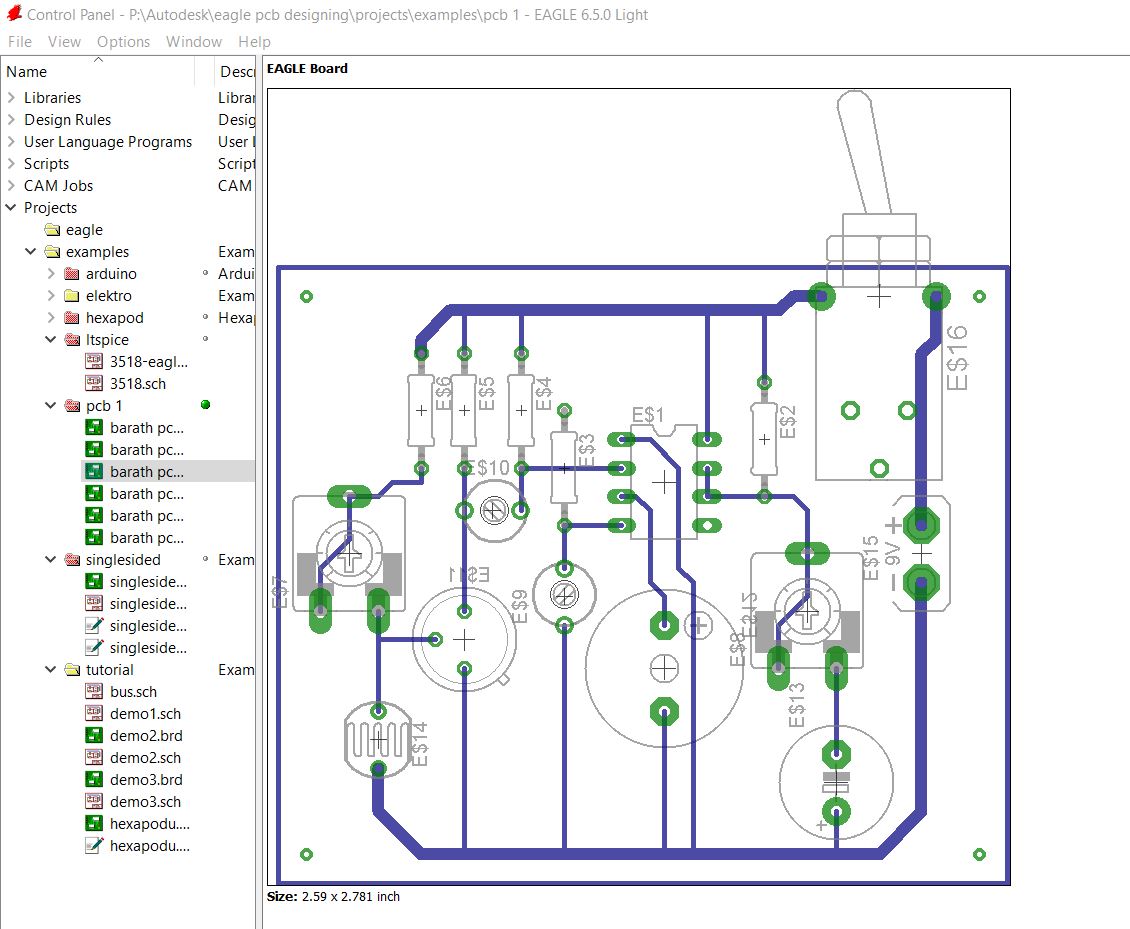 Control Panel - P:\Autodesk\eagle pcb designing\projects\examples\pcb 1 - EAGLE 6.5.0 Light
File View Options Window Help
Name Descr
Libraries Librar
Design Rules Desig
User Language Programs User l
Scripts Script
CAM Jobs CAM
Projects
eagle
examples Exam
arduino Ardui
elektro Exam
hexapod Hexap
ltspice
3518-eagl...
3518.sch
pcb 1
barath pc...
barath pc...
barath pc...
barath pc...
barath pc...
barath pc...
singlesided Exam
singleside...
singleside...
singleside...
singleside...
tutorial Exam
bus.sch
demo1.sch
demo2.brd
demo2.sch
demo3.brd
demo3.sch
hexapodu....
hexapodu....
EAGLE Board
E$16
E$6
E$5
E$4
E$1
E$2
E$3
E$10
E$15
9V
+
-
E$7
E$11
E$9
E$8
E$12
E$13
E$14
+
Size: 2.59 x 2.781 inch